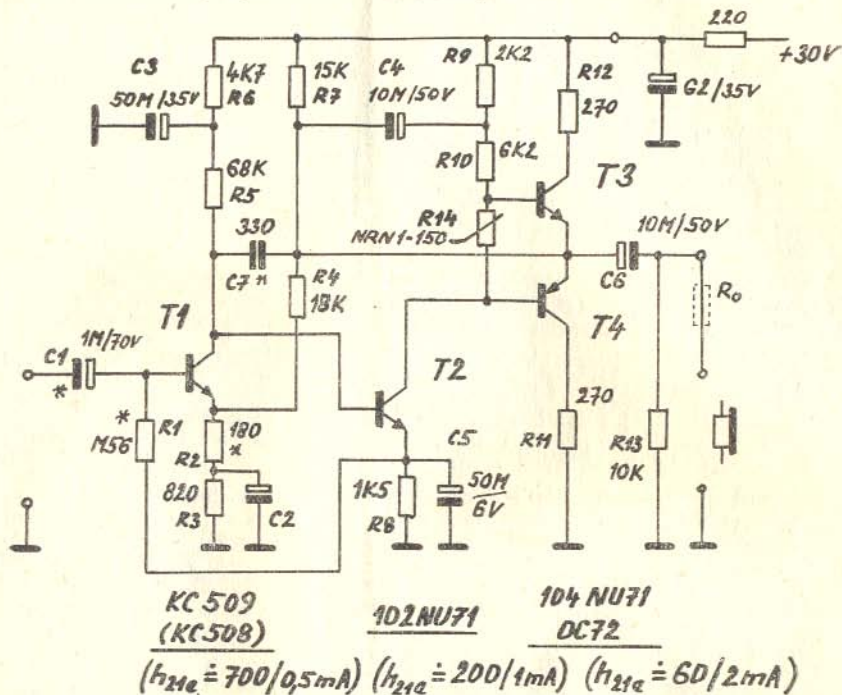 220
+30V
C3
50M/35V
4K7
R6
15K
R7
C4
10M/50V
R9
2K2
R12
270
G2/35V
68K
R5
R10
6K2
T3
330
C7 *
R14
NRN1-150
10M/50V
C6
R4
18K
T1
T4
Ro
C1
1M/70V
*
T2
* R1
M56
180
*
R2
820
R3
C2
C5
1K5
R8
50M
6V
270
R11
R13
10K
KC509
(KC508)
102NU71
104NU71
OC72
(h21e ≐ 700/0,5mA) (h21e ≐ 200/1mA) (h21e ≐ 60/2mA)